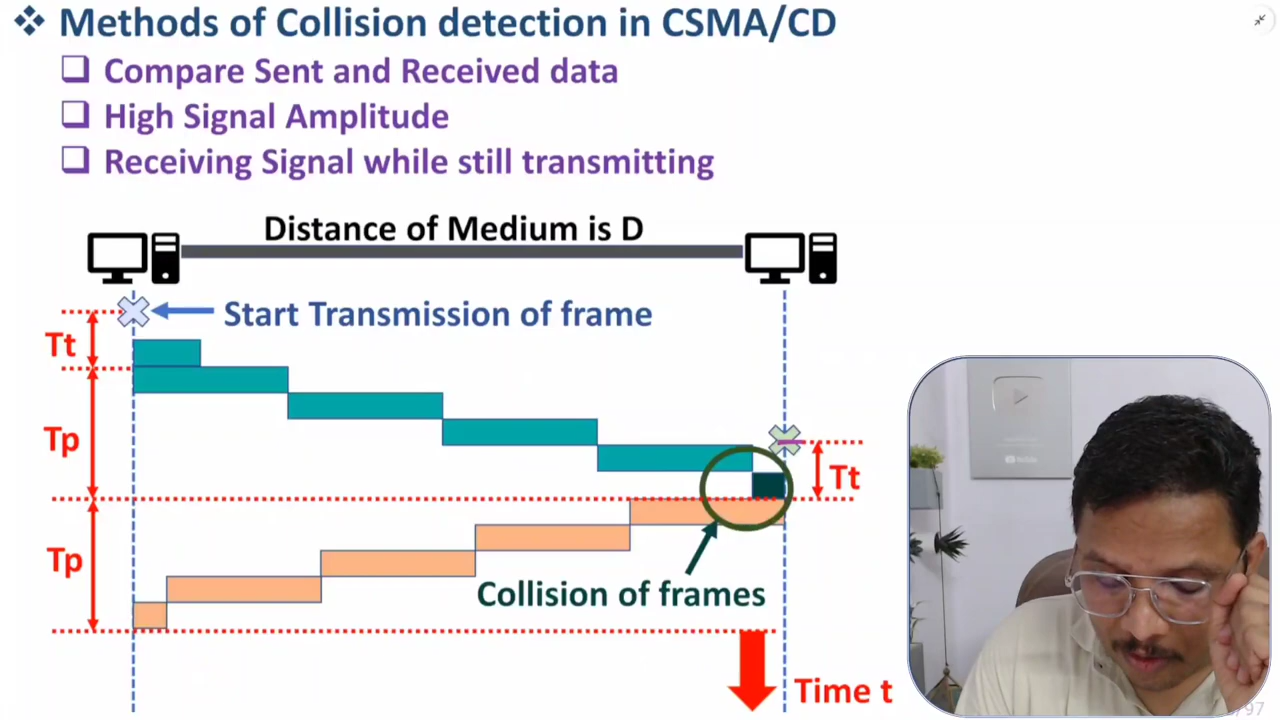 ❖ Methods of Collision detection in CSMA/CD
❑ Compare Sent and Received data
❑ High Signal Amplitude
❑ Receiving Signal while still transmitting
Distance of Medium is D
Start Transmission of frame
Tt
Tp
Tt
Tp
Collision of frames
Time t